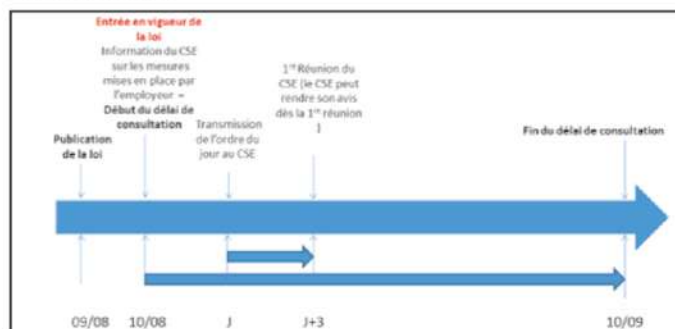 Entrée en vigueur de
la loi
Information du CSE
sur les mesures
mises en place par
l'employeur =
Début du délai de
consultation
Publication
de la loi
Transmission
de l'ordre du
jour au CSE
1re Réunion du
CSE (le CSE peut
rendre son avis
dès la 1re réunion
)
Fin du délai de consultation
09/08
10/08
J
J+3
10/09